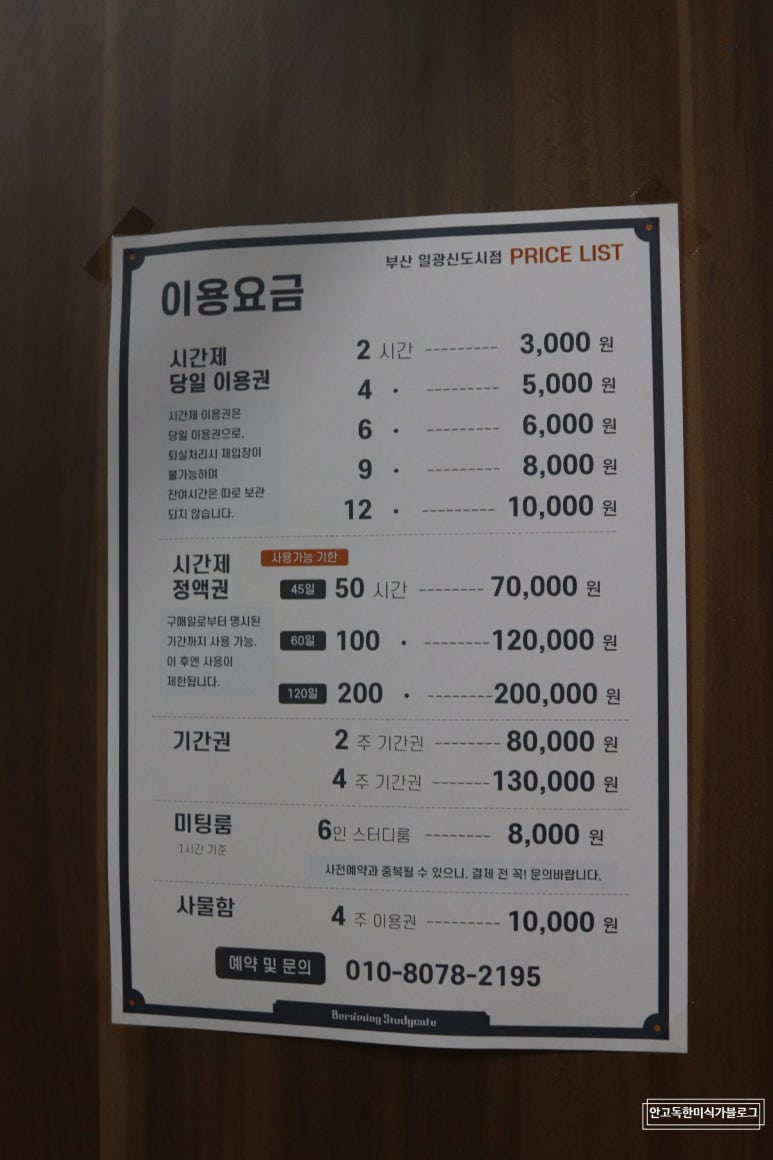 부산 일광신도시점 PRICE LIST
이용요금
시간제
당일 이용권
시간제 이용권은
당일 이용권으로,
퇴실처리시 재입장이
불가능하며
잔여시간은 따로 보관
되지 않습니다.
2 시간 --------- 3,000 원
4 · --------- 5,000 원
6 · --------- 6,000 원
9 · --------- 8,000 원
12 · --------- 10,000 원
시간제
정액권
구매일로부터 명시된
기간까지 사용 가능.
이 후엔 사용이
제한됩니다.
사용가능 기한
45일 50 시간 --------- 70,000 원
60일 100 · --------- 120,000 원
120일 200 · --------- 200,000 원
기간권
2 주 기간권 --------- 80,000 원
4 주 기간권 --------- 130,000 원
미팅룸
1시간 기준
6인 스터디룸 --------- 8,000 원
사전예약과 중복될 수 있으니, 결제 전 꼭! 문의바랍니다.
사물함
4 주 이용권 --------- 10,000 원
예약 및 문의 010-8078-2195
Beraming Studycafe
안고독한미식가블로그